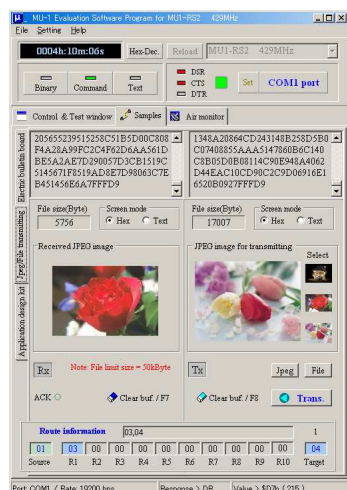 MU-1 Evaluation Software Program for MU1-RS2 429MHz
File Setting Help
0004h:10m:06s Hex-Dec. Reload MU1-RS2 429MHz
Binary Command Text
DSR
CTS
DTR
Set COM1 port
Control & Test window Samples Air monitor
Electric bulletin board
Jpeg/File transmitting
Application design kit
205655239515258C51B5D00C808
F4A28A99FC2C4F62D6AA561D
BE5A2AE7D290057D3CB1519C
5145671F8519AD8E7D98063C7E
B451456E6A7FFFD9
1348A20864CD243148B258D5B0
C07408855AAA5147860B6C140
C8B05D0B08114C90E948A4062
D44EAC10CD90C2C9D06916E1
6520B0927FFFD9
File size(Byte)
5756
Screen mode
Hex Text
File size(Byte)
17007
Screen mode
Hex Text
Received JPEG image
JPEG image for transmitting
Select
Rx Note: File limit size = 50kByte
Tx Jpeg File
ACK Clear buf. / F7
Clear buf. / F8 Trans.
Route information 03,04 1
01 03 00 00 00 00 00 00 00 00 00 04
Source R1 R2 R3 R4 R5 R6 R7 R8 R9 R10 Target
Port: COM1 / Rate: 19200 bps Response > DR Value > $D7h ( 215 )